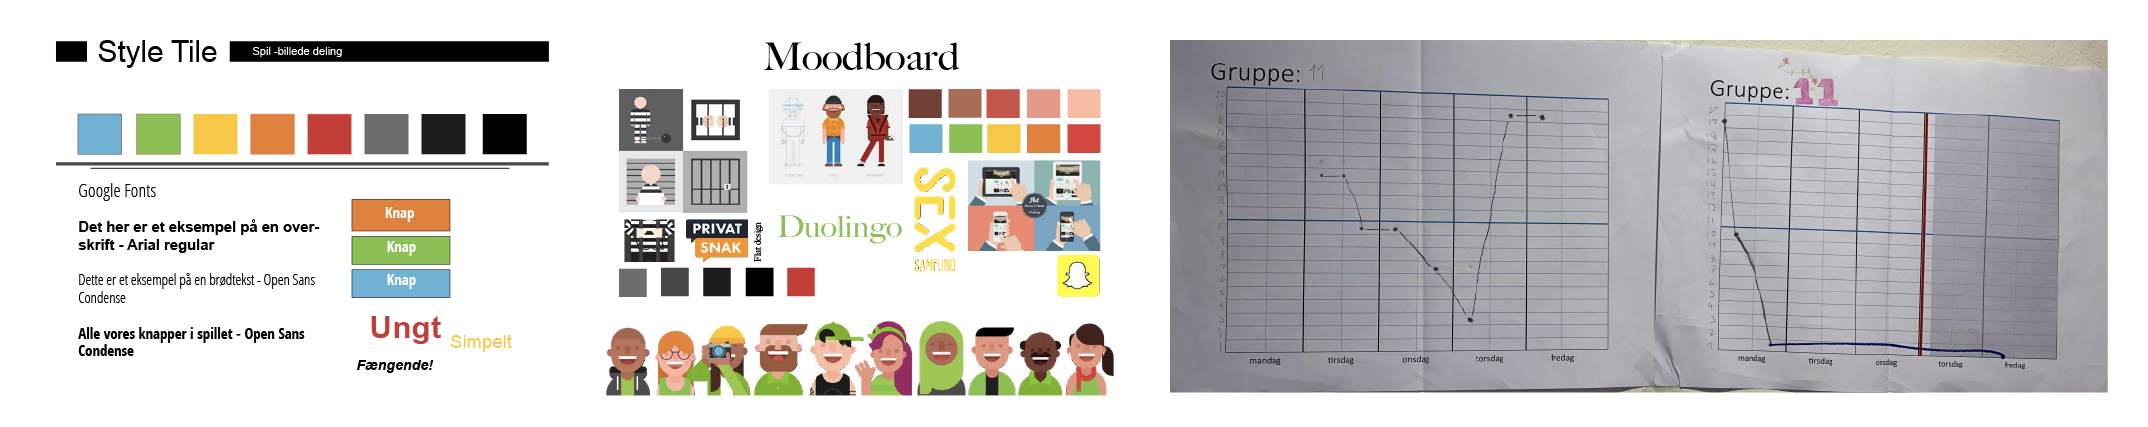 Style Tile
Spil -billede deling
Google Fonts
Det her er et eksempel på en over-
skrift - Arial regular
Dette er et eksempel på en brødtekst - Open Sans
Condense
Alle vores knapper i spillet - Open Sans
Condense
Knap
Knap
Knap
Ungt
Simpelt
Fængende!
Moodboard
PRIVAT
SNAK
Flat design
Duolingo
SEX
SAMFUND
Gruppe: 11
mandag
tirsdag
onsdag
torsdag
fredag
Gruppe: 11
mandag
tirsdag
onsdag
torsdag
fredag